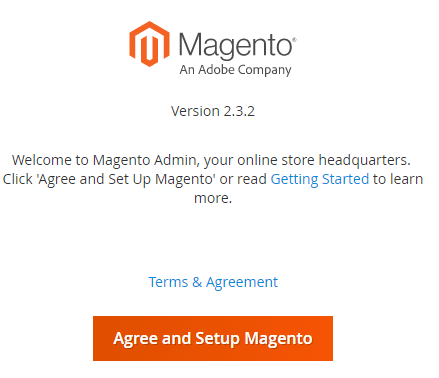 Magento®
An Adobe Company
Version 2.3.2
Welcome to Magento Admin, your online store headquarters.
Click 'Agree and Set Up Magento' or read Getting Started to learn
more.
Terms & Agreement
Agree and Setup Magento